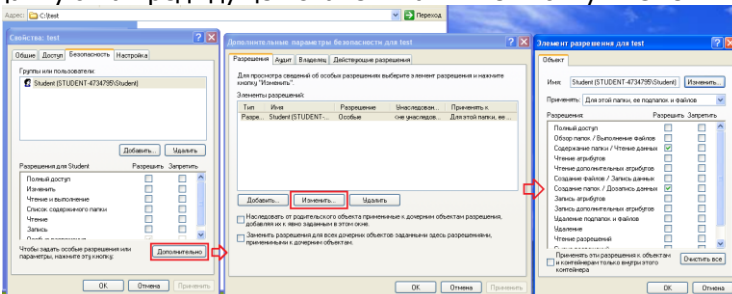 Адрес: C:\test
Переход
Свойства: test
Общие Доступ Безопасность Настройка
Группы или пользователи:
Student (STUDENT-4734795\Student)
Добавить... Удалить
Разрешения для Student Разрешить Запретить
Полный доступ
Изменить
Чтение и выполнение
Список содержимого папки
Чтение
Запись
Чтобы задать особые разрешения или
параметры, нажмите эту кнопку.
Дополнительно
OK Отмена Применить
Дополнительные параметры безопасности для test
Разрешения Аудит Владелец Действующие разрешения
Для просмотра сведений об особых разрешениях выберите элемент разрешения и нажмите
кнопку "Изменить".
Элементы разрешений:
Тип Имя Разрешение Унаследован... Применять к
Разре... Student (STUDENT-... Особые <не унаследов... Для этой папки, ее ...
Добавить... Изменить... Удалить
Наследовать от родительского объекта применимые к дочерним объектам разрешения,
добавляя их к явно заданным в этом окне.
Заменить разрешения для всех дочерних объектов заданными здесь разрешениями,
применимыми к дочерним объектам.
OK Отмена Применить
Элемент разрешения для test
Объект
Имя: Student (STUDENT-4734795\Student) Изменить...
Применять: Для этой папки, ее подпапок и файлов
Разрешения: Разрешить Запретить
Полный доступ
Обзор папок / Выполнение файлов
Содержание папки / Чтение данных
Чтение атрибутов
Чтение дополнительных атрибутов
Создание файлов / Запись данных
Создание папок / Дозапись данных
Запись атрибутов
Запись дополнительных атрибутов
Удаление подпапок и файлов
Удаление
Чтение разрешений
Применять эти разрешения к объектам
и контейнерам только внутри этого
контейнера
Очистить все
OK Отмена